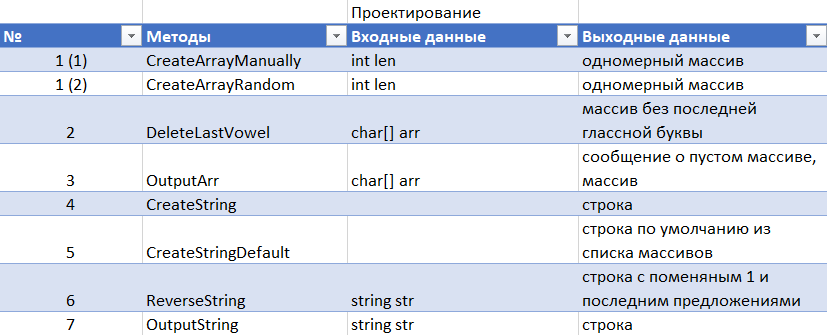 Проектирование
№ Методы Входные данные Выходные данные
1 (1) CreateArrayManually int len одномерный массив
1 (2) CreateArrayRandom int len одномерный массив
массив без последней
2 DeleteLastVowel char[] arr глассной буквы
сообщение о пустом массиве,
3 OutputArr char[] arr массив
4 CreateString строка
строка по умолчанию из
5 CreateStringDefault списка массивов
строка с поменяным 1 и
6 ReverseString string str последним предложениями
7 OutputString string str строка